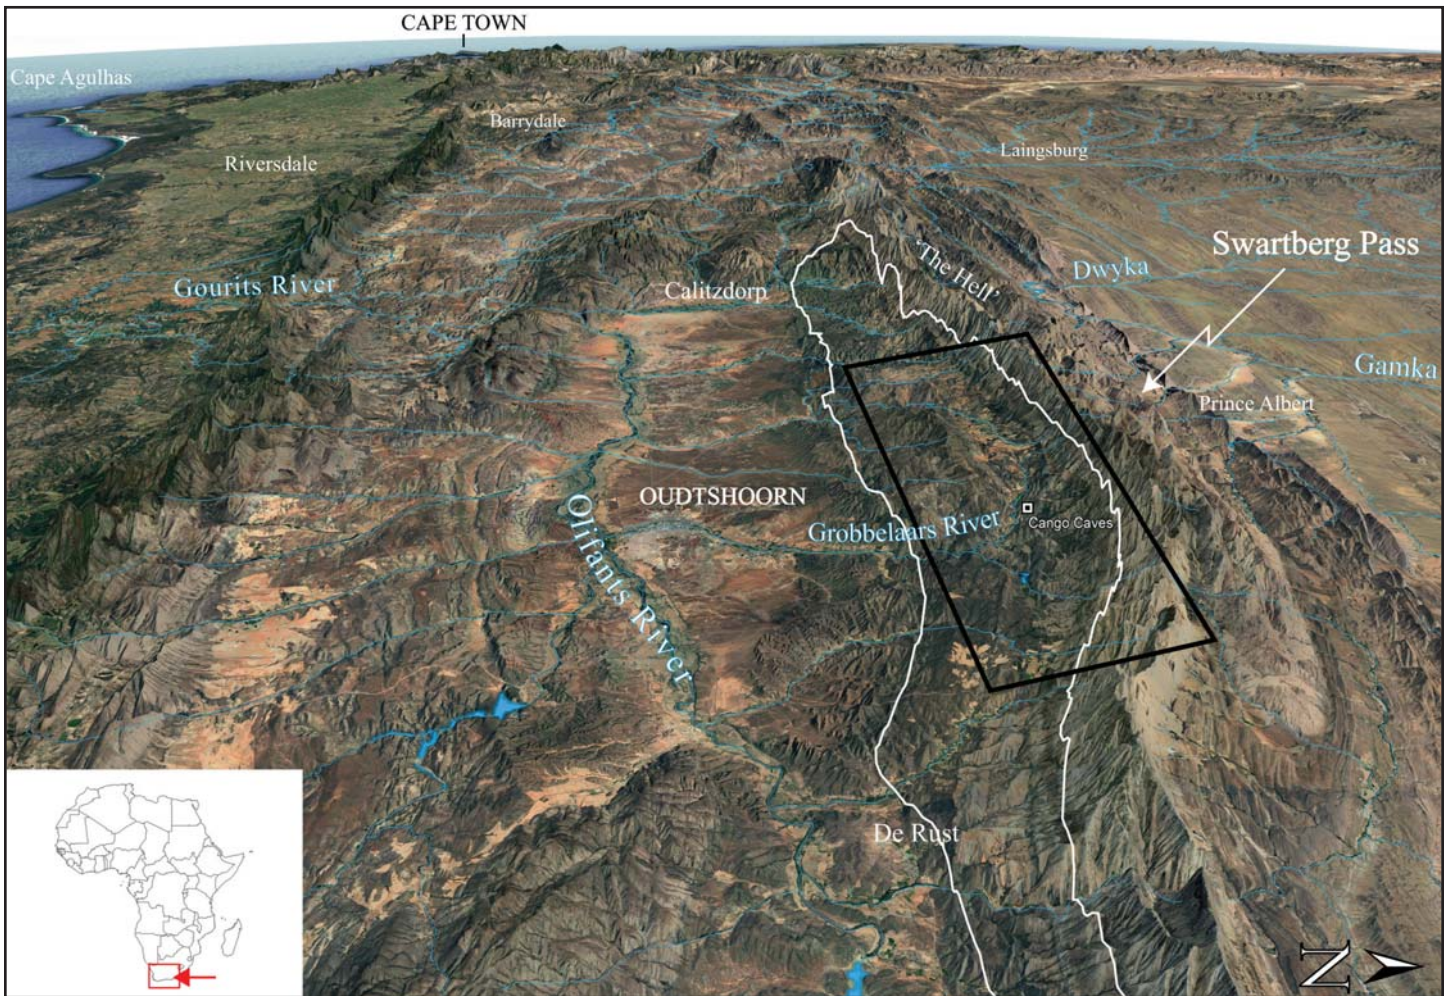 CAPE TOWN
Cape Agulhas
Barrydale
Riversdale
Laingsburg
Swartberg Pass
'The Hell'
Dwyka
Gourits River
Calitzdorp
Gamka
Prince Albert
OUDTSHOORN
Grobbelaars River
Cango Caves
Olifants River
De Rust
N